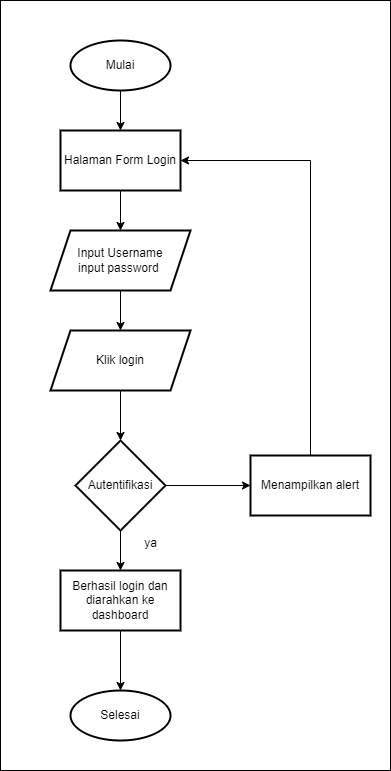 Mulai
Halaman Form Login
Input Username
input password
Klik login
Autentifikasi
Menampilkan alert
ya
Berhasil login dan
diarahkan ke
dashboard
Selesai